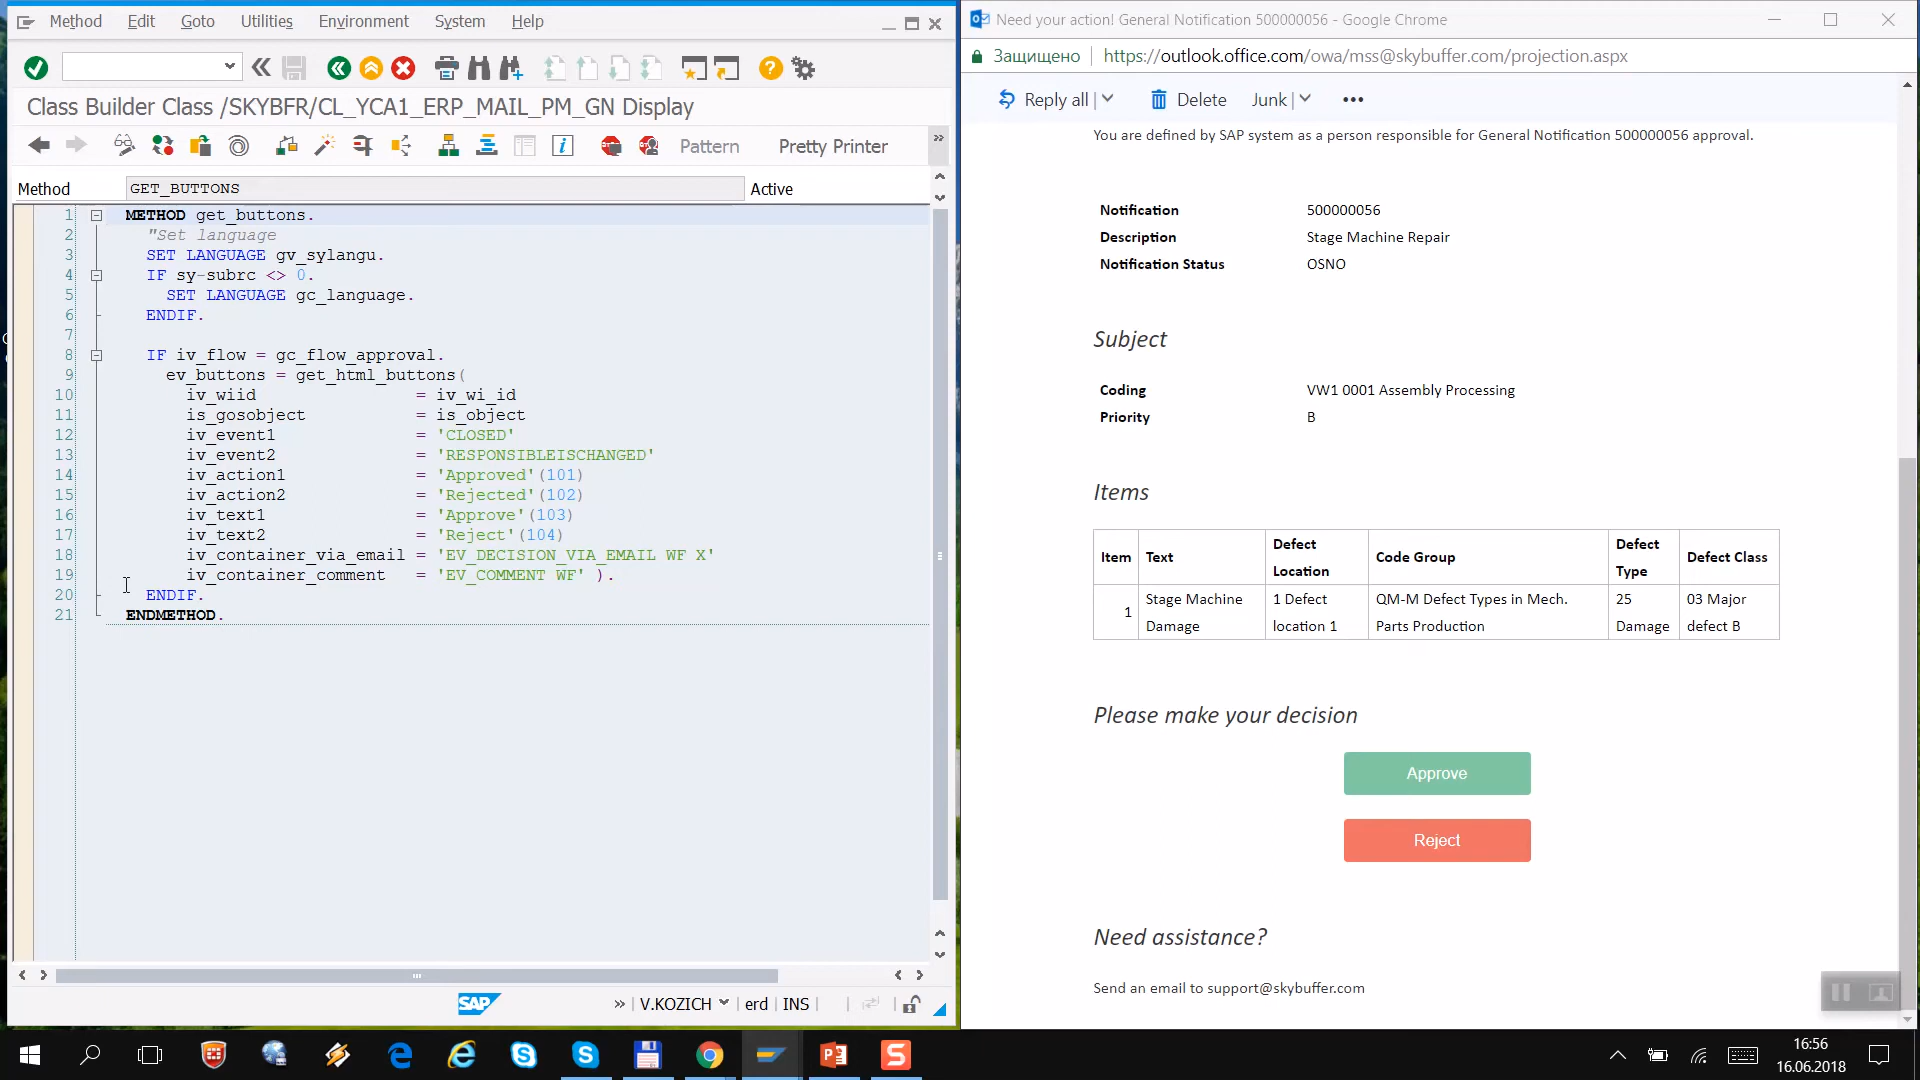 Method Edit Goto Utilities Environment System Help
Class Builder Class /SKYBFR/CL_YCA1_ERP_MAIL_PM_GN Display
Pattern Pretty Printer
Method GET_BUTTONS Active
1 METHOD get_buttons.
2 "Set language
3 SET LANGUAGE gv_sylangu.
4 IF sy-subrc <> 0.
5 SET LANGUAGE gc_language.
6 ENDIF.
7
8 IF iv_flow = gc_flow_approval.
9 ev_buttons = get_html_buttons(
10 iv_wiid = iv_wi_id
11 is_gosobject = is_object
12 iv_event1 = 'CLOSED'
13 iv_event2 = 'RESPONSIBLEISCHANGED'
14 iv_action1 = 'Approved'(101)
15 iv_action2 = 'Rejected'(102)
16 iv_text1 = 'Approve'(103)
17 iv_text2 = 'Reject'(104)
18 iv_container_via_email = 'EV_DECISION_VIA_EMAIL WF X'
19 iv_container_comment = 'EV_COMMENT WF' ).
20 ENDIF.
21 ENDMETHOD.
SAP » V.KOZICH erd INS
Need your action! General Notification 500000056 - Google Chrome
Защищено https://outlook.office.com/owa/mss@skybuffer.com/projection.aspx
Reply all Delete Junk •••
You are defined by SAP system as a person responsible for General Notification 500000056 approval.
Notification 500000056
Description Stage Machine Repair
Notification Status OSNO
Subject
Coding VW1 0001 Assembly Processing
Priority B
Items
Item Text Defect Location Code Group Defect Type Defect Class
1 Stage Machine Damage 1 Defect location 1 QM-M Defect Types in Mech. Parts Production 25 Damage 03 Major defect B
Please make your decision
Approve
Reject
Need assistance?
Send an email to support@skybuffer.com
16:56
16.06.2018